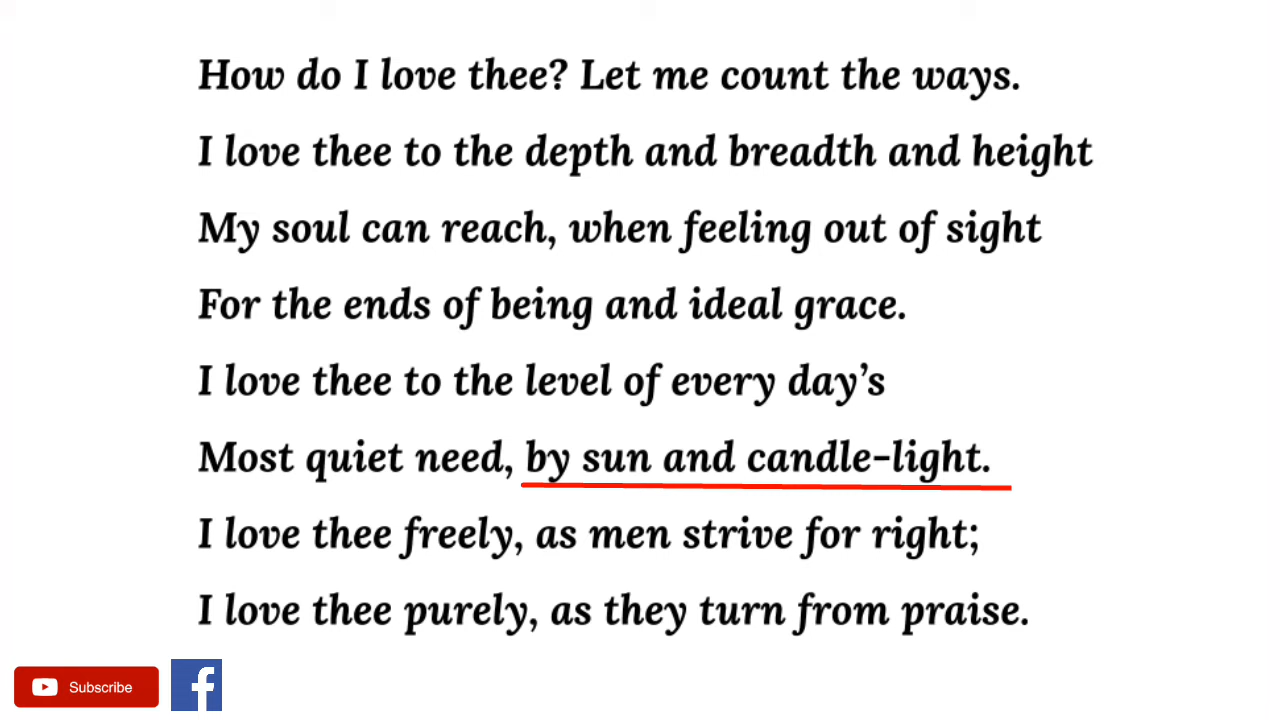 How do I love thee? Let me count the ways.
I love thee to the depth and breadth and height
My soul can reach, when feeling out of sight
For the ends of being and ideal grace.
I love thee to the level of every day’s
Most quiet need, by sun and candle-light.
I love thee freely, as men strive for right;
I love thee purely, as they turn from praise.
Subscribe